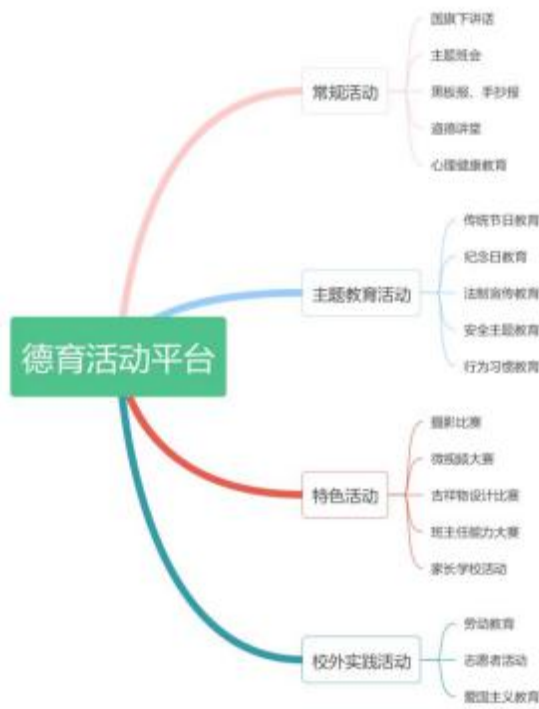 德育活动平台
常规活动
国旗下讲话
主题班会
黑板报、手抄报
道德讲堂
心理健康教育
主题教育活动
传统节日教育
纪念日教育
法制宣传教育
安全主题教育
行为习惯教育
特色活动
摄影比赛
微视频大赛
吉祥物设计比赛
班主任能力大赛
家长学校活动
校外实践活动
劳动教育
志愿者活动
爱国主义教育